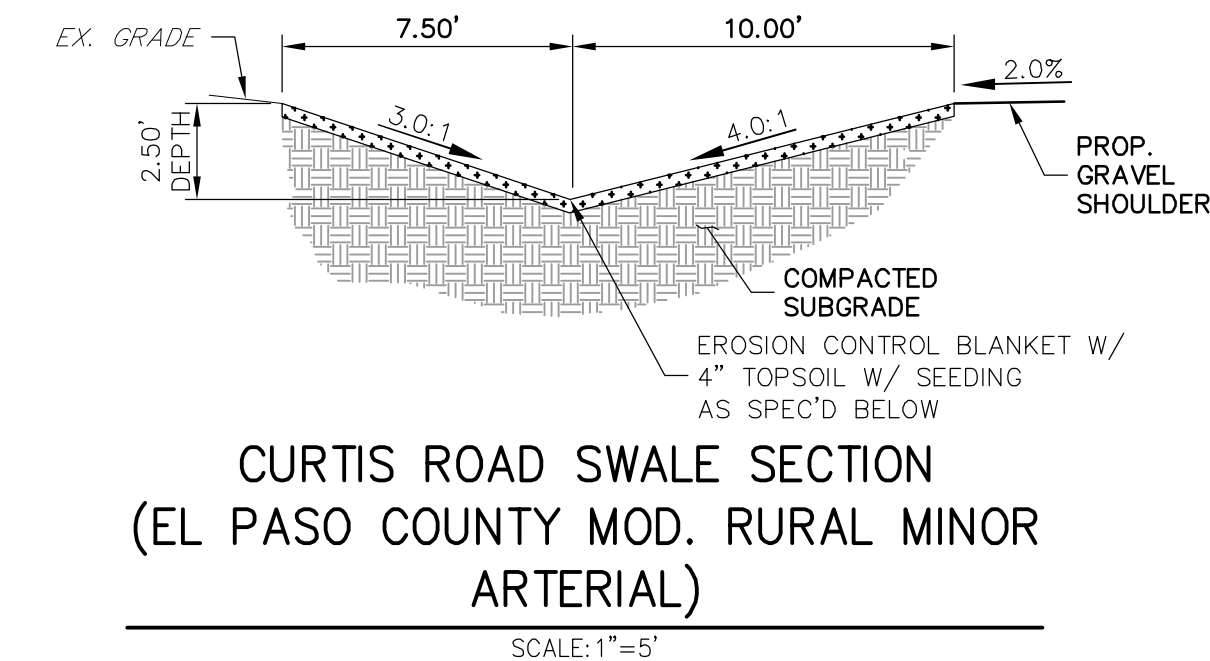 7.50'
10.00'
EX. GRADE
2.0%
3.0:1
4.0:1
2.50'
DEPTH
PROP.
GRAVEL
SHOULDER
COMPACTED
SUBGRADE
EROSION CONTROL BLANKET W/
4" TOPSOIL W/ SEEDING
AS SPEC'D BELOW
CURTIS ROAD SWALE SECTION
(EL PASO COUNTY MOD. RURAL MINOR
ARTERIAL)
SCALE:1"=5'